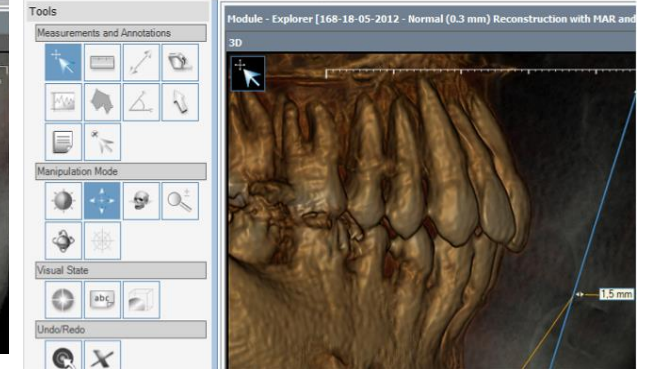 Tools
Measurements and Annotations
Manipulation Mode
Visual State
abc
Undo/Redo
Module - Explorer [168-18-05-2012 - Normal (0.3 mm) Reconstruction with MAR and
3D
1,5 mm